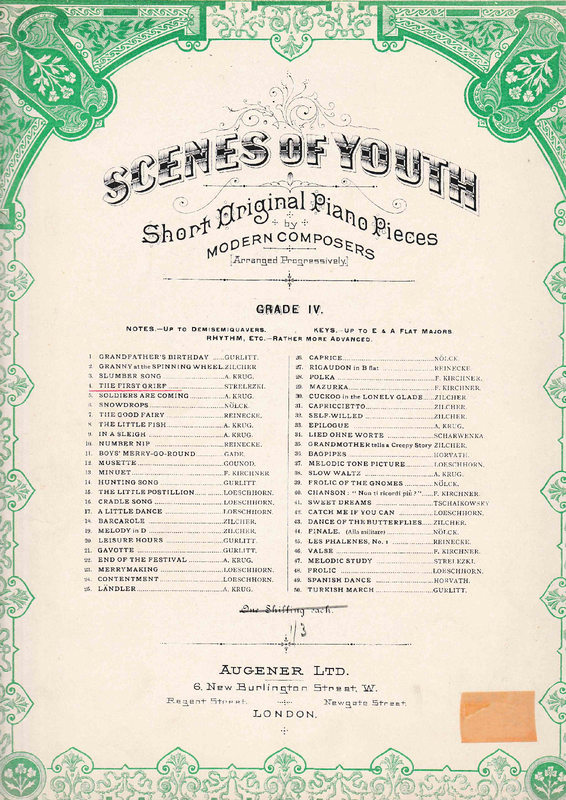 SCENES OF YOUTH
Short Original Piano Pieces
by
MODERN COMPOSERS
[Arranged Progressively.]
GRADE IV.
NOTES.—UP TO DEMISEMIQUAVERS. KEYS.—UP TO E & A FLAT MAJORS
RHYTHM, ETC.—RATHER MORE ADVANCED.
1. GRANDFATHER'S BIRTHDAY ..... GURLITT.
2. GRANNY at the SPINNING WHEEL ZILCHER
3. SLUMBER SONG ..... A. KRUG.
4. THE FIRST GRIEF ..... STRELEZKI.
5. SOLDIERS ARE COMING ..... A. KRUG.
6. SNOWDROPS ..... NÖLCK.
7. THE GOOD FAIRY ..... REINECKE.
8. THE LITTLE FISH ..... A. KRUG.
9. IN A SLEIGH ..... A. KRUG.
10. NUMBER NIP ..... REINECKE.
11. BOYS' MERRY-GO-ROUND ..... GADE.
12. MUSETTE ..... GOUNOD.
13. MINUET ..... F. KIRCHNER
14. HUNTING SONG ..... GURLITT
15. THE LITTLE POSTILLION ..... LOESCHHORN.
16. CRADLE SONG ..... LOESCHHORN.
17. A LITTLE DANCE ..... LOESCHHORN.
18. BARCAROLE ..... ZILCHER.
19. MELODY in D ..... ZILCHER.
20. LEISURE HOURS ..... GURLITT.
21. GAVOTTE ..... GURLITT.
22. END OF THE FESTIVAL ..... A. KRUG.
23. MERRYMAKING ..... LOESCHHORN.
24. CONTENTMENT ..... LOESCHHORN.
25. LÄNDLER ..... A. KRUG.
26. CAPRICE ..... NÖLCK.
27. RIGAUDON in B flat ..... REINECKE
28. POLKA ..... F. KIRCHNER.
29. MAZURKA ..... F. KIRCHNER.
30. CUCKOO in the LONELY GLADE ..... ZILCHER.
31. CAPRICCIETTO ..... ZILCHER.
32. SELF-WILLED ..... ZILCHER.
33. EPILOGUE ..... A. KRUG.
34. LIED OHNE WORTE ..... SCHARWENKA
35. GRANDMOTHER tells a Creepy Story ZILCHER.
36. BAGPIPES ..... HORVATH.
37. MELODIC TONE PICTURE ..... LOESCHHORN.
38. SLOW WALTZ ..... A. KRUG.
39. FROLIC OF THE GNOMES ..... NÖLCK.
40. CHANSON: "Non ti ricordi più?" ..... F. KIRCHNER.
41. SWEET DREAMS ..... TSCHAIKOWSKY
42. CATCH ME IF YOU CAN ..... LOESCHHORN.
43. DANCE OF THE BUTTERFLIES ..... ZILCHER.
44. FINALE. (Alla militare) ..... NÖLCK.
45. LES PHALENES, No. 1 ..... REINECKE.
46. VALSE ..... F. KIRCHNER.
47. MELODIC STUDY ..... STRELEZKI.
48. FROLIC ..... LOESCHHORN.
49. SPANISH DANCE ..... HORVATH.
50. TURKISH MARCH ..... GURLITT.
One Shilling each.
1/3
AUGENER LTD.
6, New Burlington Street, W.
Regent Street. Newgate Street.
LONDON.